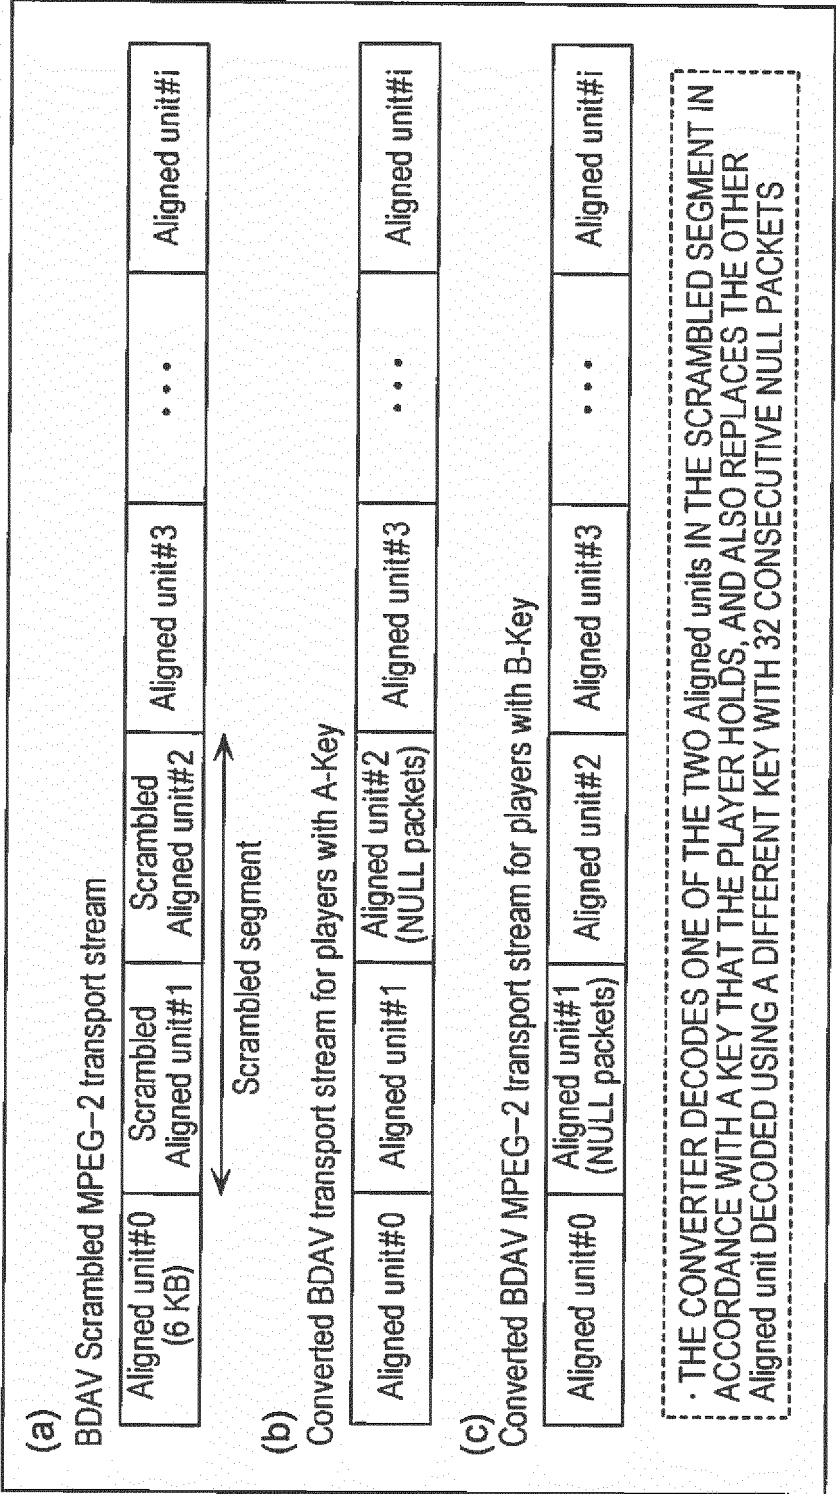 (a)
BDAV Scrambled MPEG-2 transport stream
Aligned unit#0
(6 KB)
Scrambled
Aligned unit#1
Scrambled
Aligned unit#2
Aligned unit#3
...
Aligned unit#i
Scrambled segment
(b)
Converted BDAV transport stream for players with A-Key
Aligned unit#0
Aligned unit#1
Aligned unit#2
(NULL packets)
Aligned unit#3
...
Aligned unit#i
(c)
Converted BDAV MPEG-2 transport stream for players with B-Key
Aligned unit#0
Aligned unit#1
(NULL packets)
Aligned unit#2
Aligned unit#3
...
Aligned unit#i
· THE CONVERTER DECODES ONE OF THE TWO Aligned units IN THE SCRAMBLED SEGMENT IN
ACCORDANCE WITH A KEY THAT THE PLAYER HOLDS, AND ALSO REPLACES THE OTHER
Aligned unit DECODED USING A DIFFERENT KEY WITH 32 CONSECUTIVE NULL PACKETS